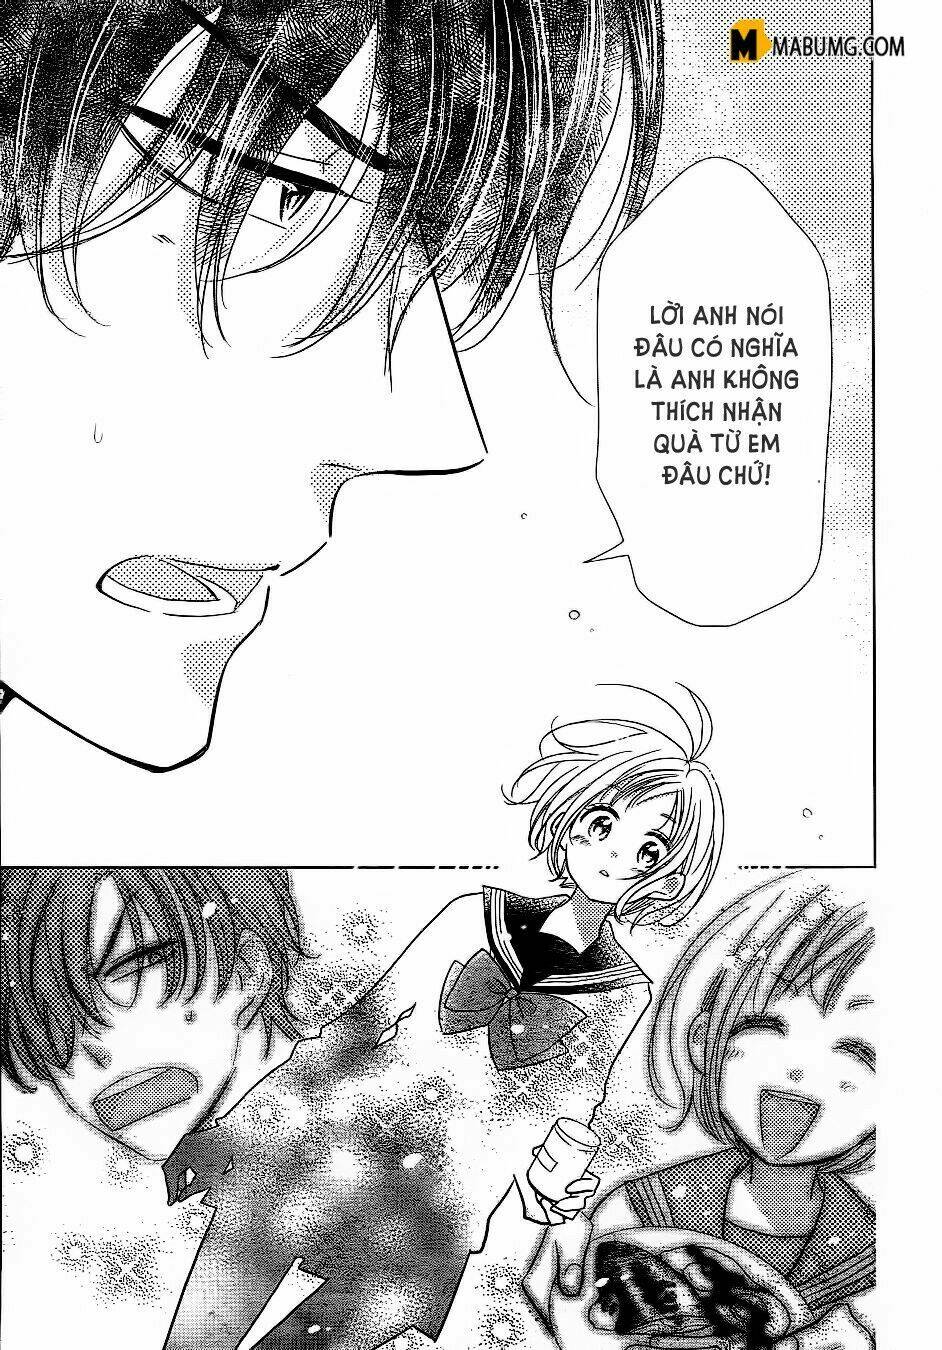 MABUMG.COM
LỜI ANH NÓI
ĐÂU CÓ NGHĨA
LÀ ANH KHÔNG
THÍCH NHẬN
QUÀ TỪ EM
ĐÂU CHỨ!